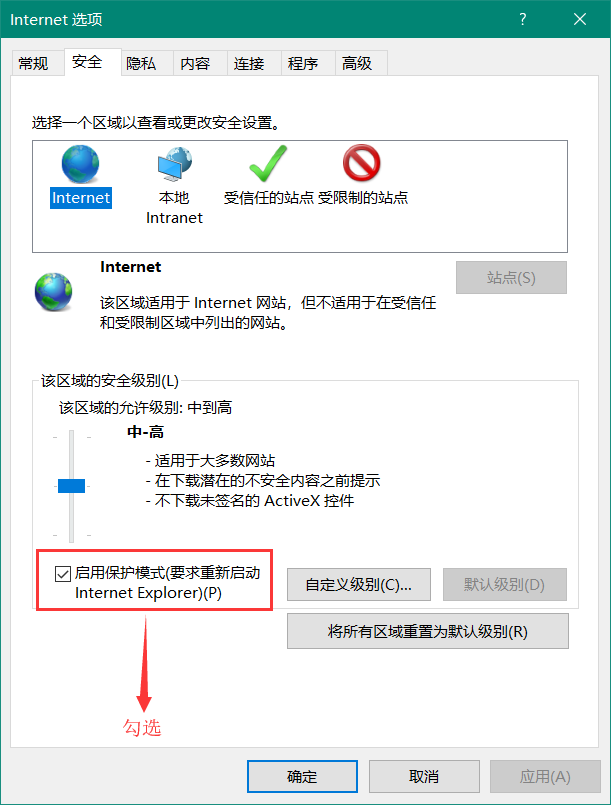 Internet 选项
?
常规 安全 隐私 内容 连接 程序 高级
选择一个区域以查看或更改安全设置。
Internet
本地
Intranet
受信任的站点
受限制的站点
Internet
站点(S)
该区域适用于 Internet 网站，但不适用于在受信任
和受限制区域中列出的网站。
该区域的安全级别(L)
该区域的允许级别: 中到高
中-高
- 适用于大多数网站
- 在下载潜在的不安全内容之前提示
- 不下载未签名的 ActiveX 控件
启用保护模式(要求重新启动
Internet Explorer)(P)
自定义级别(C)...
默认级别(D)
将所有区域重置为默认级别(R)
勾选
确定
取消
应用(A)